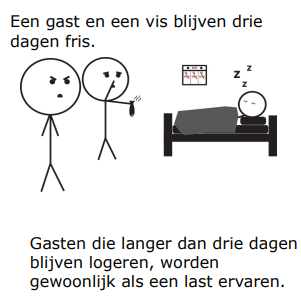 Een gast en een vis blijven drie
dagen fris.
z
z
z
Gasten die langer dan drie dagen
blijven logeren, worden
gewoonlijk als een last ervaren.